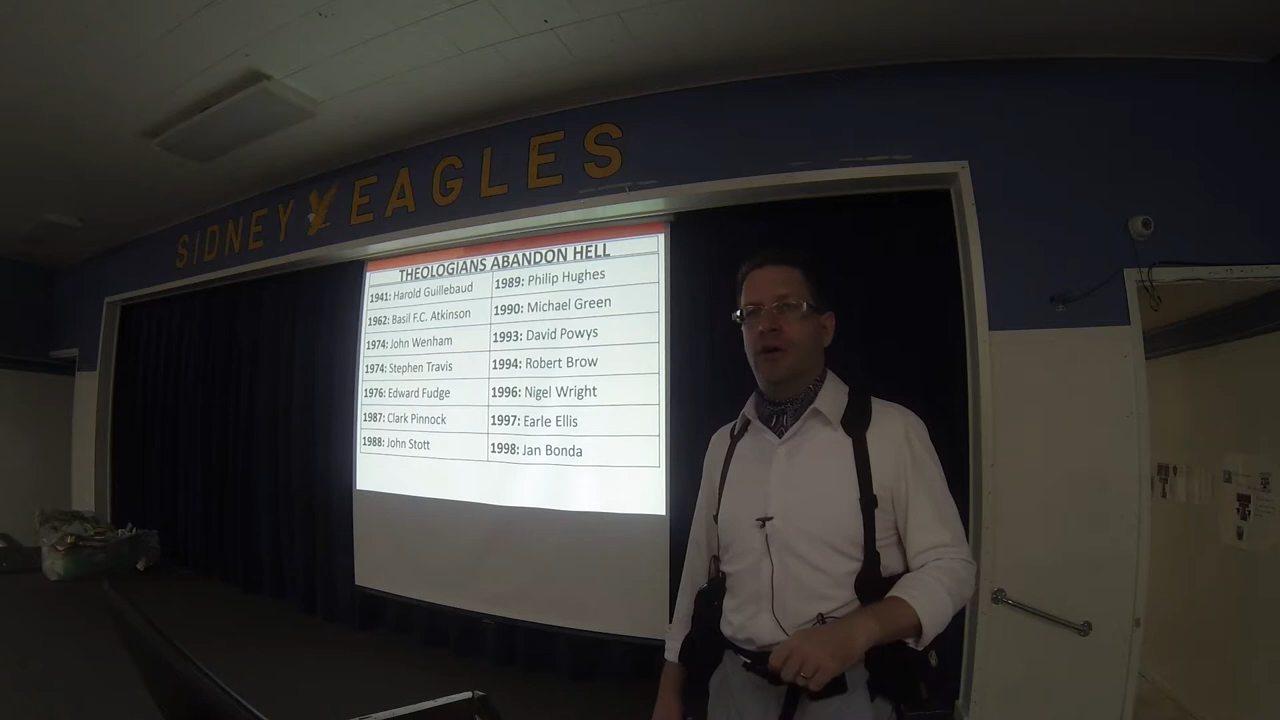 SIDNEY EAGLES
THEOLOGIANS ABANDON HELL
1941: Harold Guillebaud
1962: Basil F.C. Atkinson
1974: John Wenham
1974: Stephen Travis
1976: Edward Fudge
1987: Clark Pinnock
1988: John Stott
1989: Philip Hughes
1990: Michael Green
1993: David Powys
1994: Robert Brow
1996: Nigel Wright
1997: Earle Ellis
1998: Jan Bonda